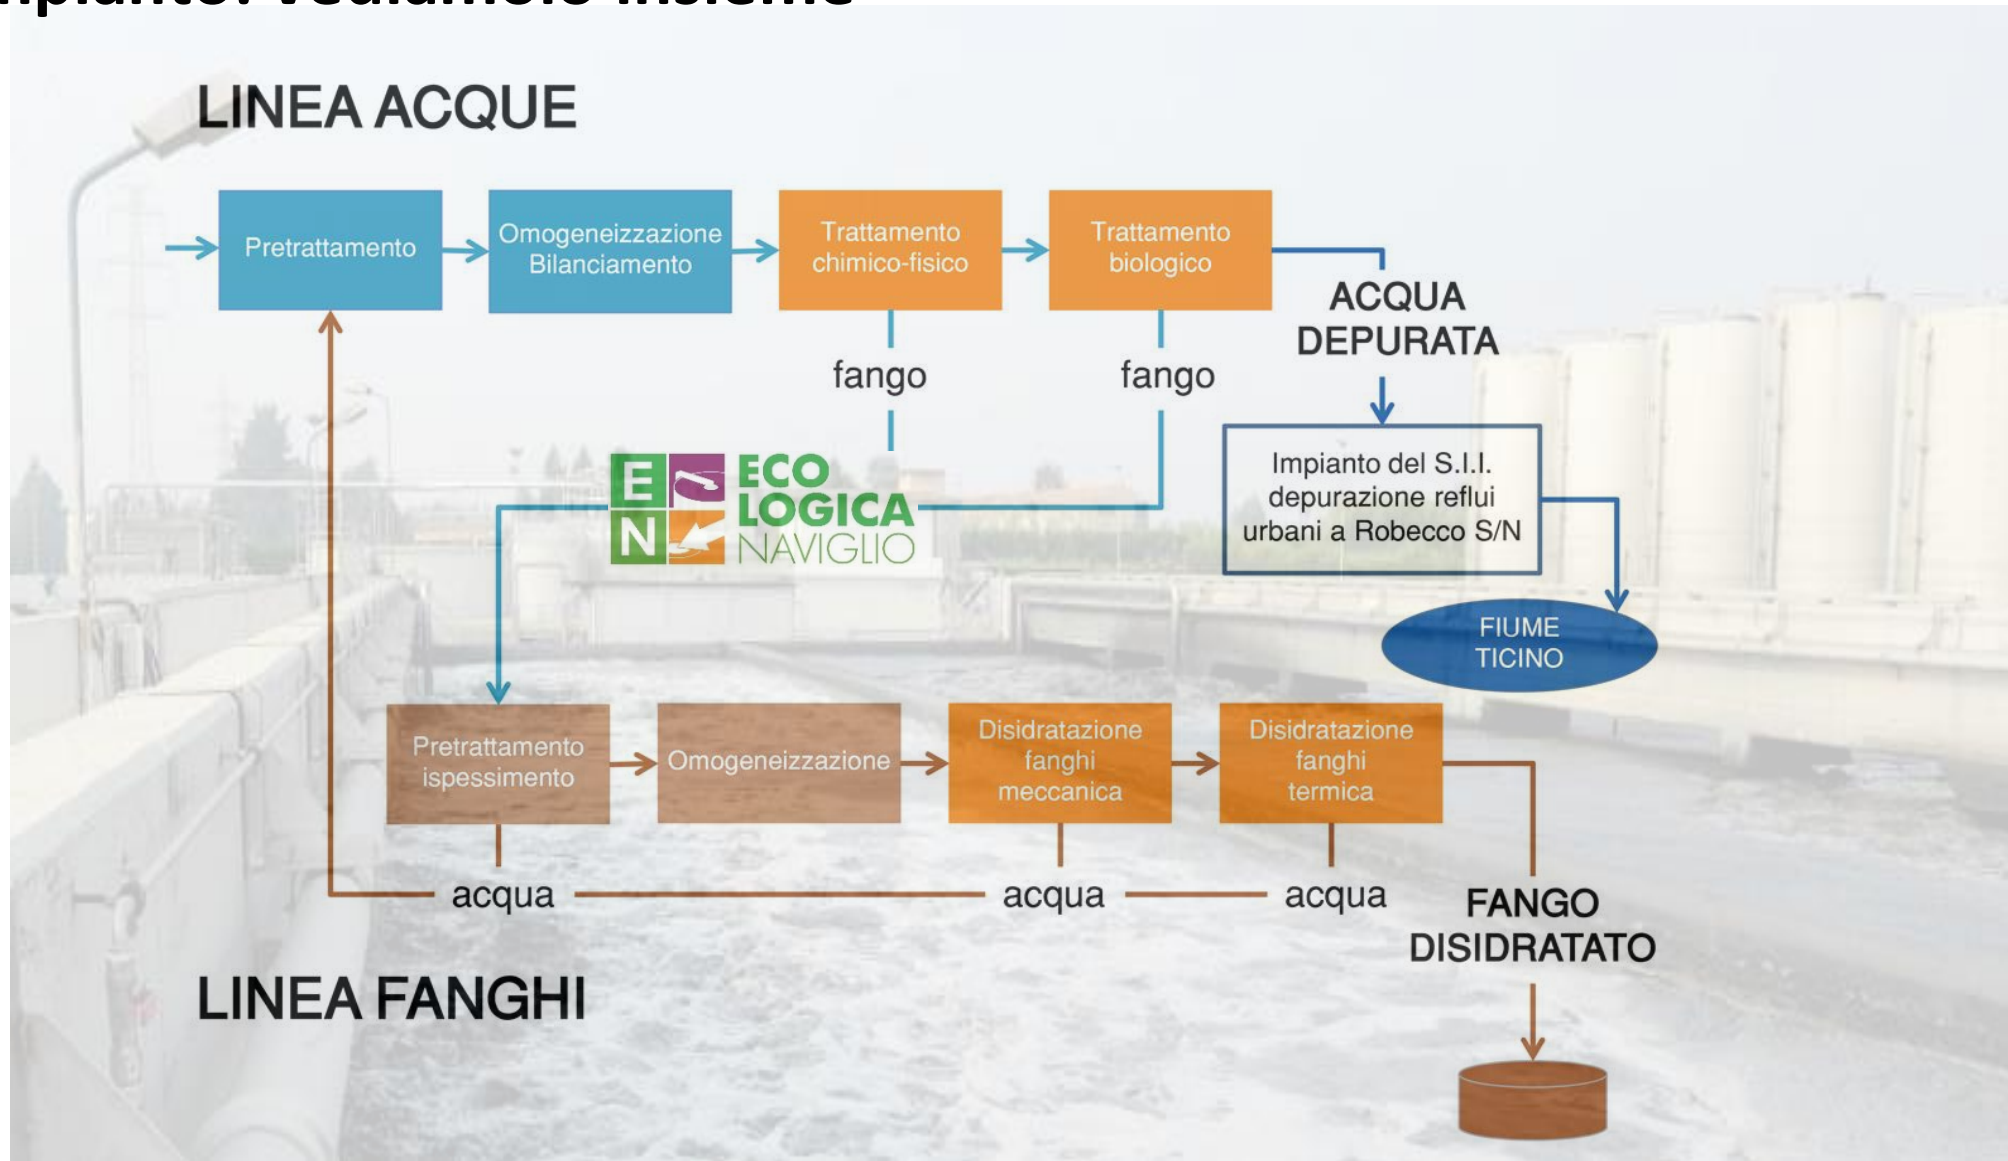 LINEA ACQUE
Pretrattamento
Omogeneizzazione
Bilanciamento
Trattamento
chimico-fisico
Trattamento
biologico
ACQUA
DEPURATA
fango
fango
Impianto del S.I.I.
depurazione reflui
urbani a Robecco S/N
EN
ECO
LOGICA
NAVIGLIO
FIUME
TICINO
Pretrattamento
ispessimento
Omogeneizzazione
Disidratazione
fanghi
meccanica
Disidratazione
fanghi
termica
acqua
acqua
acqua
FANGO
DISIDRATATO
LINEA FANGHI